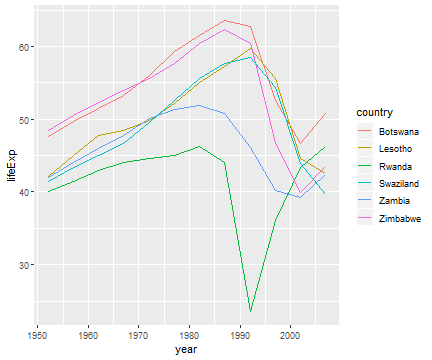 60
50
40
30
lifeExp
1950 1960 1970 1980 1990 2000
year
country
Botswana
Lesotho
Rwanda
Swaziland
Zambia
Zimbabwe